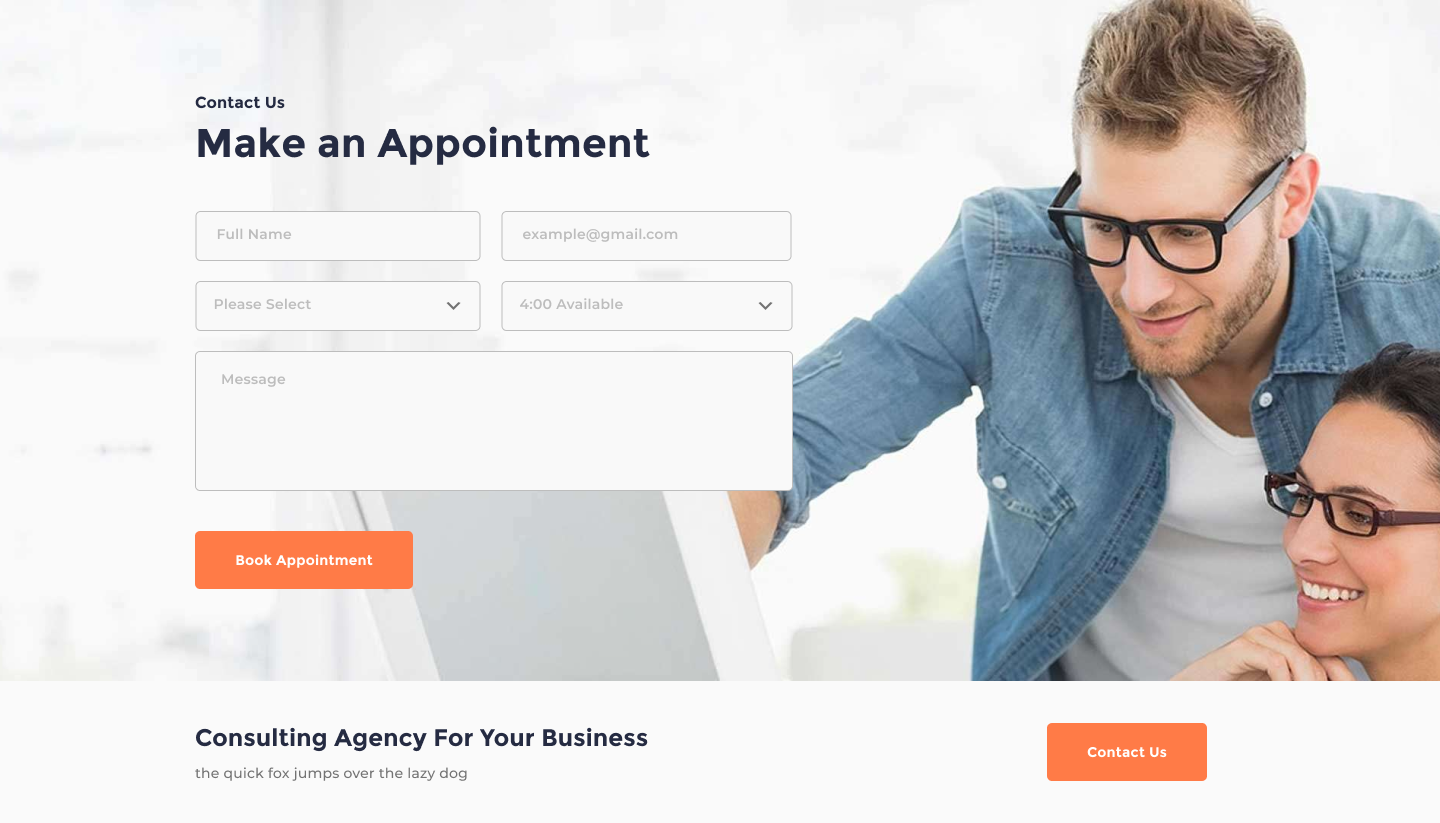 Contact Us
Make an Appointment
Full Name
example@gmail.com
Please Select
4:00 Available
Message
Book Appointment
Consulting Agency For Your Business
the quick fox jumps over the lazy dog
Contact Us